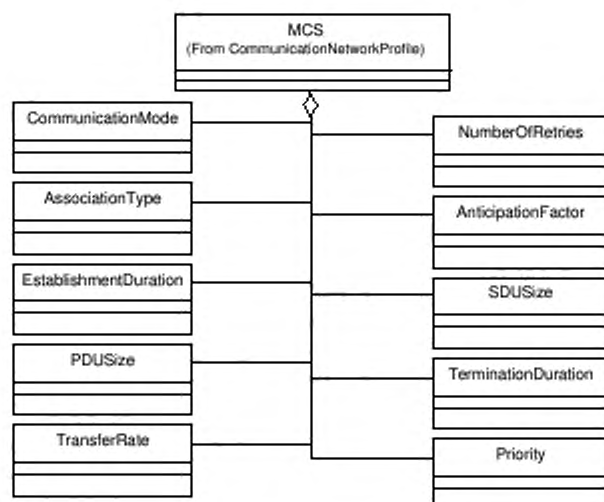 MCS
(From CommunicationNetworkProfile)
CommunicationMode
NumberOfRetries
AssociationType
AnticipationFactor
EstablishmentDuration
SDUSize
PDUSize
TerminationDuration
TransferRate
Priority